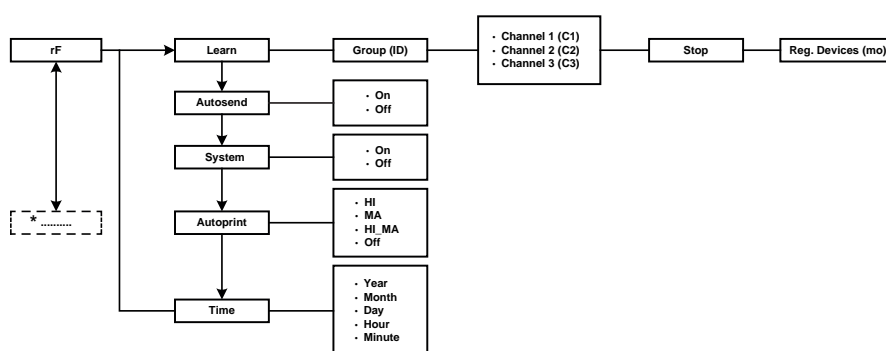 rF
Learn
Group (ID)
· Channel 1 (C1)
· Channel 2 (C2)
· Channel 3 (C3)
Stop
Reg. Devices (mo)
Autosend
· On
· Off
System
· On
· Off
* ..........
Autoprint
· HI
· MA
· HI_MA
· Off
Time
· Year
· Month
· Day
· Hour
· Minute